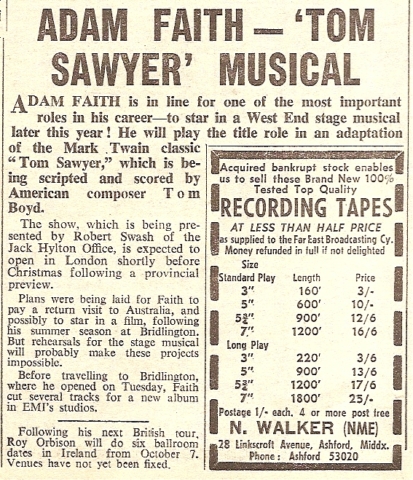 ADAM FAITH — 'TOM
SAWYER' MUSICAL
ADAM FAITH is in line for one of the most important
roles in his career—to star in a West End stage musical
later this year! He will play the title role in an adaptation
of the Mark Twain classic
"Tom Sawyer," which is be-
ing scripted and scored by
American composer Tom
Boyd.
The show, which is being pre-
sented by Robert Swash of the
Jack Hylton Office, is expected to
open in London shortly before
Christmas following a provincial
preview.
Plans were being laid for Faith to
pay a return visit to Australia, and
possibly to star in a film, following
his summer season at Bridlington.
But rehearsals for the stage musical
will probably make these projects
impossible.
Before travelling to Bridlington,
where he opened on Tuesday, Faith
cut several tracks for a new album
in EMI's studios.
Following his next British tour,
Roy Orbison will do six ballroom
dates in Ireland from October 7.
Venues have not yet been fixed.
Acquired bankrupt stock enables
us to sell these Brand New 100%
Tested Top Quality
RECORDING TAPES
AT LESS THAN HALF PRICE
as supplied to the Far East Broadcasting Cy.
Money refunded in full if not delighted
Size
Standard Play Length Price
3" 160' 3/-
5" 600' 10/-
5¾" 900' 12/6
7" 1200' 16/6
Long Play
3" 220' 3/6
5" 900' 13/6
5¾" 1200' 17/6
7" 1800' 25/-
Postage 1/- each, 4 or more post free
N. WALKER (NME)
28 Linkscroft Avenue, Ashford, Middx.
Phone: Ashford 53020